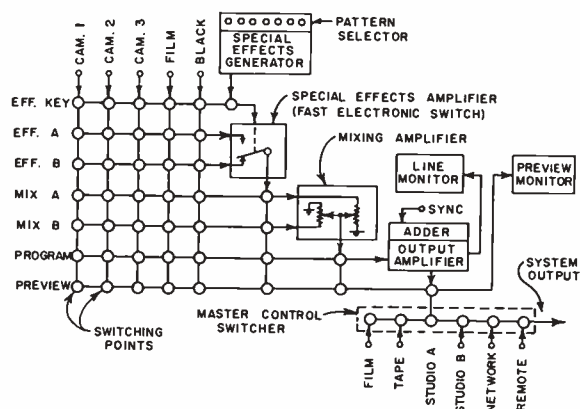 CAM. 1
CAM. 2
CAM. 3
FILM
BLACK
PATTERN
SELECTOR
SPECIAL
EFFECTS
GENERATOR
EFF. KEY
EFF. A
EFF. B
MIX A
MIX B
PROGRAM
PREVIEW
SPECIAL EFFECTS AMPLIFIER
(FAST ELECTRONIC SWITCH)
MIXING AMPLIFIER
LINE
MONITOR
PREVIEW
MONITOR
SYNC
ADDER
OUTPUT
AMPLIFIER
SYSTEM
OUTPUT
SWITCHING
POINTS
MASTER CONTROL
SWITCHER
FILM
TAPE
STUDIO A
STUDIO B
NETWORK
REMOTE